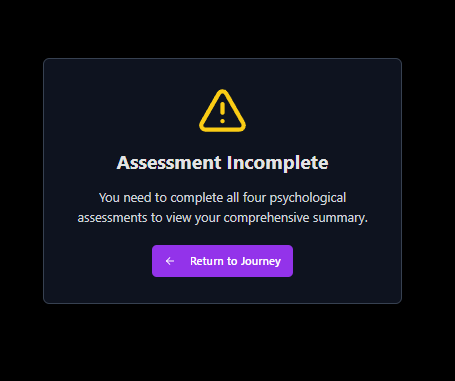 Assessment Incomplete
You need to complete all four psychological
assessments to view your comprehensive summary.
Return to Journey